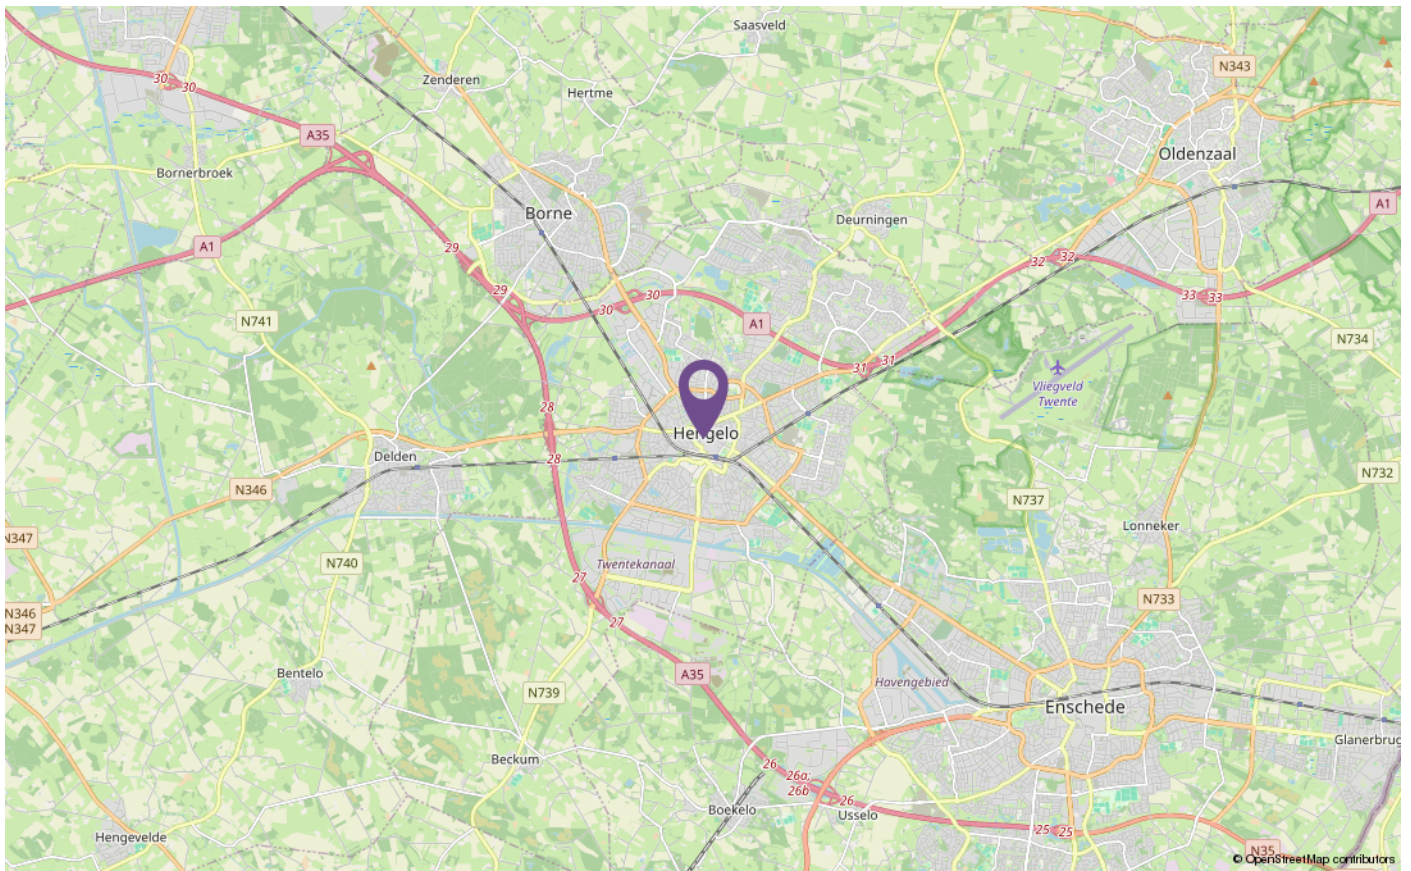 Saasveld
N343
30
30
Zenderen
Hertme
A35
Oldenzaal
Bornerbroek
A1
Borne
Deurningen
A1
29
32
32
29
30
30
33
33
N741
A1
N734
31
31
Vliegveld
Twente
28
Hengelo
Delden
28
N732
N346
N737
Lonneker
N347
N740
Twentekanaal
27
N733
N346
N347
27
Bentelo
A35
Havengebied
N739
Enschede
Glanerbrug
Beckum
26
26a;
26b
26
Boekelo
Usselo
25
25
Hengevelde
N35
© OpenStreetMap contributors